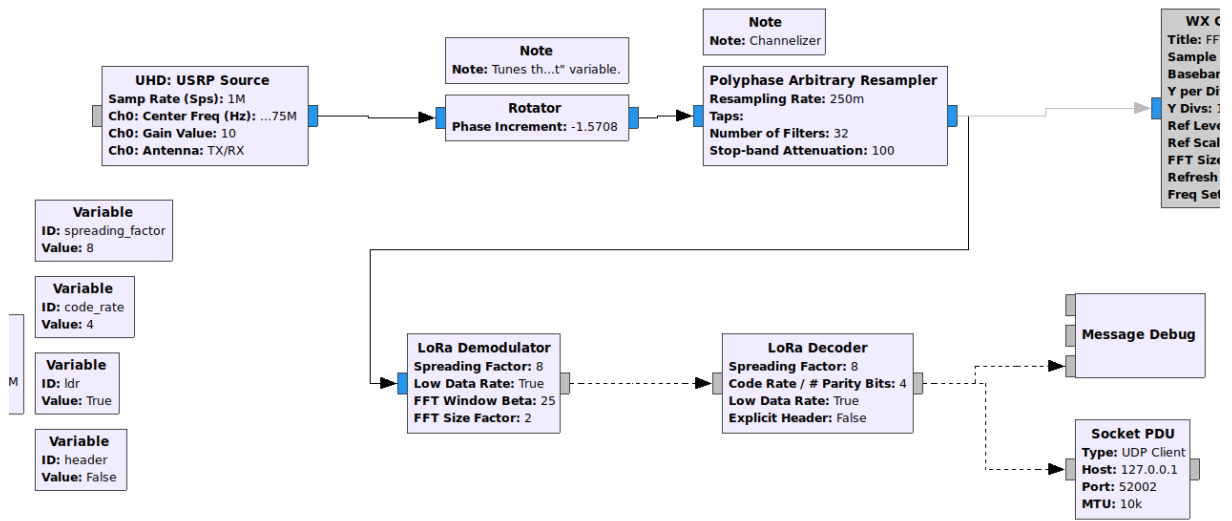 Note
Note: Channelizer
WX C
Title: FFT
Sample
Baseban
Y per Div
Y Divs: 1
Ref Leve
Ref Scal
FFT Size
Refresh
Freq Set
Note
Note: Tunes th...t" variable.
UHD: USRP Source
Samp Rate (Sps): 1M
Ch0: Center Freq (Hz): ...75M
Ch0: Gain Value: 10
Ch0: Antenna: TX/RX
Rotator
Phase Increment: -1.5708
Polyphase Arbitrary Resampler
Resampling Rate: 250m
Taps:
Number of Filters: 32
Stop-band Attenuation: 100
Variable
ID: spreading_factor
Value: 8
Variable
ID: code_rate
Value: 4
M
Variable
ID: ldr
Value: True
Variable
ID: header
Value: False
LoRa Demodulator
Spreading Factor: 8
Low Data Rate: True
FFT Window Beta: 25
FFT Size Factor: 2
LoRa Decoder
Spreading Factor: 8
Code Rate / # Parity Bits: 4
Low Data Rate: True
Explicit Header: False
Message Debug
Socket PDU
Type: UDP Client
Host: 127.0.0.1
Port: 52002
MTU: 10k